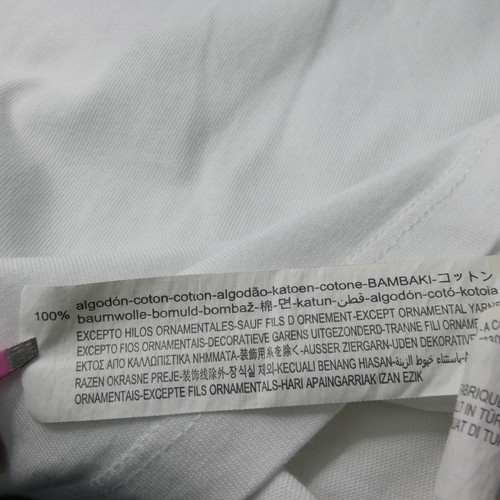 100% algodón-coton-cotton-algodão-katoen-cotone-BAMBAKI-コットン
baumwolle-bomuld-bombaž-棉-면-katun-قطن-algodón-cotó-kotoia
EXCEPTO HILOS ORNAMENTALES-SAUF FILS D ORNEMENT-EXCEPT ORNAMENTAL YARNS
EXCEPTO FIOS ORNAMENTAIS-DECORATIEVE GARENS UITGEZONDERD-TRANNE FILI
ΕΚΤΟΣ ΑΠΟ ΚΑΛΛΩΠΙΣΤΙΚΑ ΝΗΜΜΑΤΑ-装飾用糸を除く-AUSSER ZIERGARN-UDEN DEKORATIVE
RAZEN OKRASNE PREJE-装饰线除外-장식실 제외-KECUALI BENANG HIASAN-باستثناء خيوط الزينة
ORNAMENTAIS-EXCEPTE FILS ORNAMENTALS-HARI APAINGARRIAK IZAN EZIK